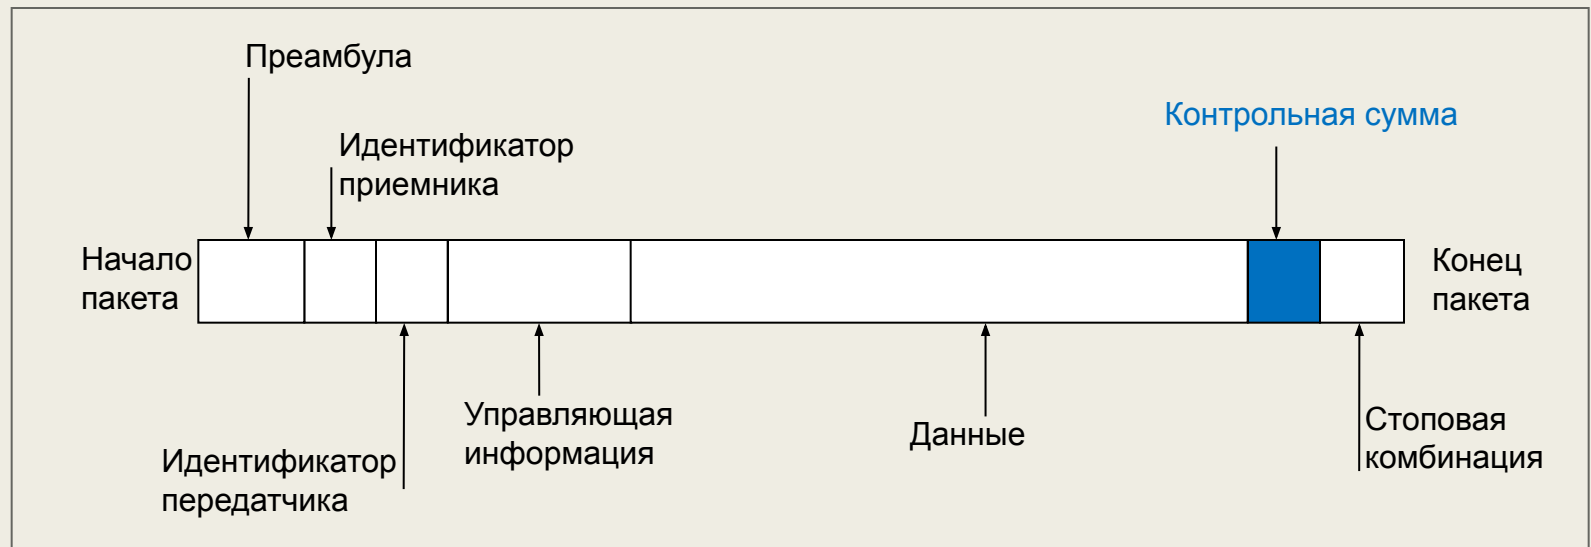 Преамбула
Контрольная сумма
Идентификатор
приемника
Начало
пакета
Конец
пакета
Управляющая
информация
Данные
Стоповая
комбинация
Идентификатор
передатчика